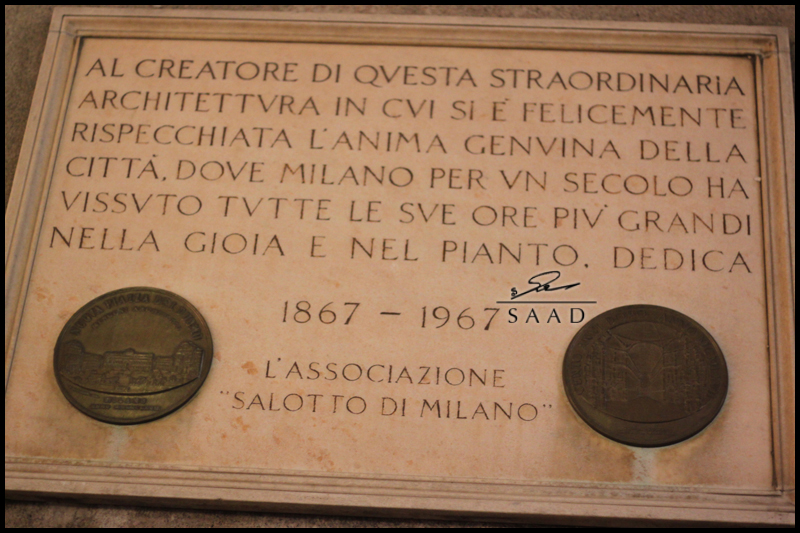 AL CREATORE DI QVESTA STRAORDINARIA
ARCHITETTVRA IN CVI SI È FELICEMENTE
RISPECCHIATA L'ANIMA GENVINA DELLA
CITTÀ, DOVE MILANO PER VN SECOLO HA
VISSVTO TVTTE LE SVE ORE PIV' GRANDI
NELLA GIOIA E NEL PIANTO. DEDICA
1867 - 1967
SAAD
L'ASSOCIAZIONE
"SALOTTO DI MILANO"